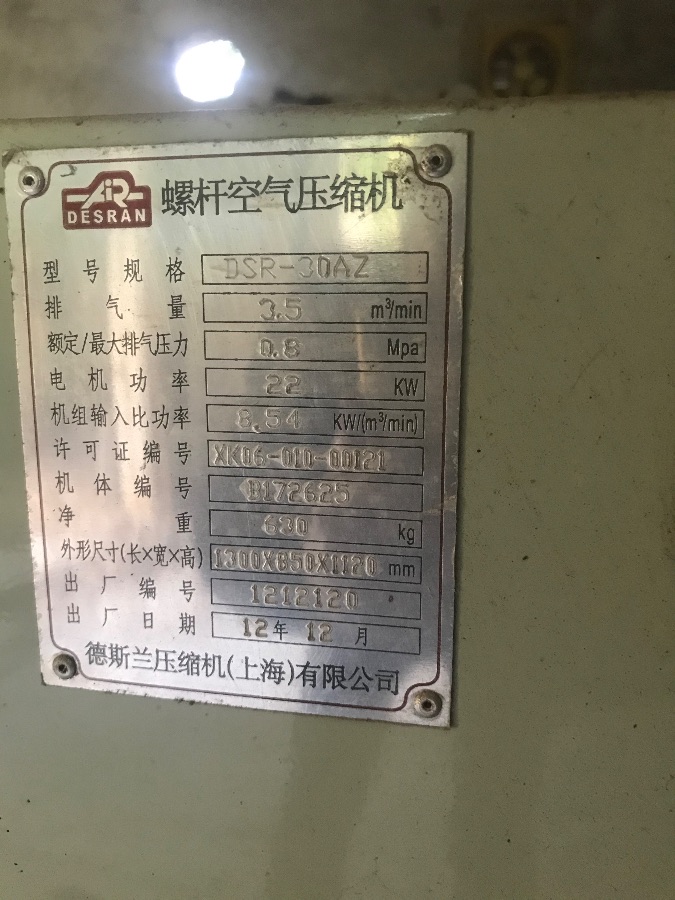 AiR
DESRAN
螺杆空气压缩机
型号规格 DSR-30AZ
排气量 3.5 m³/min
额定/最大排气压力 0.8 Mpa
电机功率 22 KW
机组输入比功率 8.54 KW/(m³/min)
许可证编号 XK06-010-00121
机体编号 B172625
净重 630 kg
外形尺寸(长×宽×高) 1300X850X1120 mm
出厂编号 1212120
出厂日期 12年12月
德斯兰压缩机(上海)有限公司